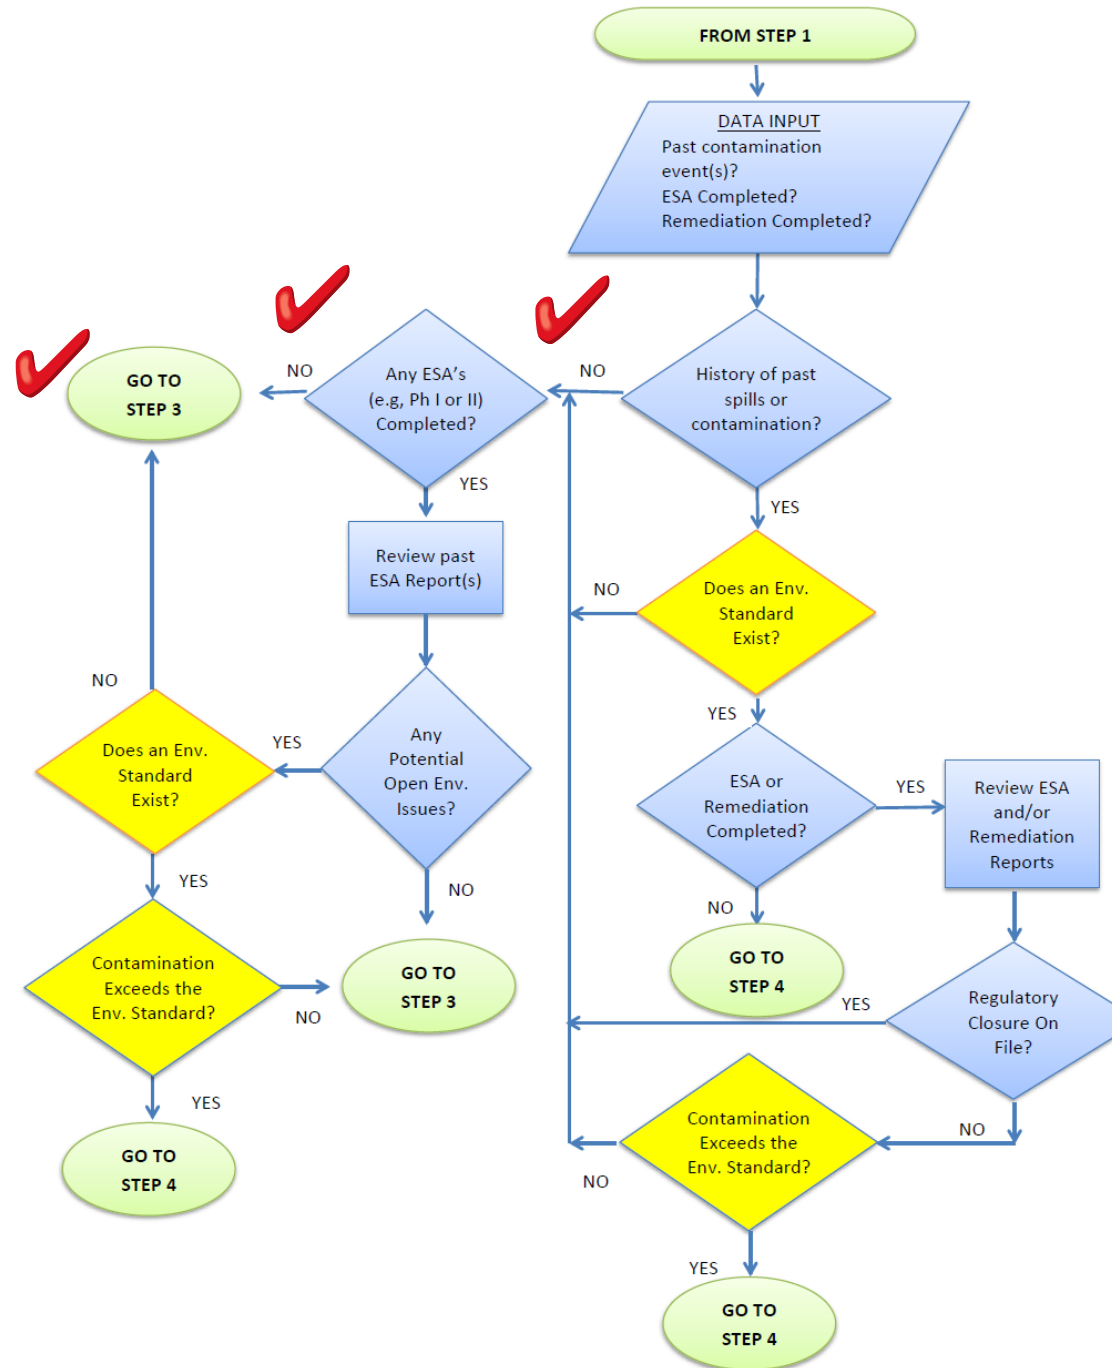 FROM STEP 1
DATA INPUT
Past contamination
event(s)?
ESA Completed?
Remediation Completed?
History of past
spills or
contamination?
NO
YES
Any ESA's
(e.g, Ph I or II)
Completed?
NO
YES
GO TO
STEP 3
Review past
ESA Report(s)
Does an Env.
Standard
Exist?
NO
YES
Any
Potential
Open Env.
Issues?
YES
NO
Does an Env.
Standard
Exist?
NO
YES
ESA or
Remediation
Completed?
YES
NO
Review ESA
and/or
Remediation
Reports
Contamination
Exceeds the
Env. Standard?
NO
YES
GO TO
STEP 3
GO TO
STEP 4
Regulatory
Closure On
File?
YES
NO
Contamination
Exceeds the
Env. Standard?
NO
YES
GO TO
STEP 4
GO TO
STEP 4